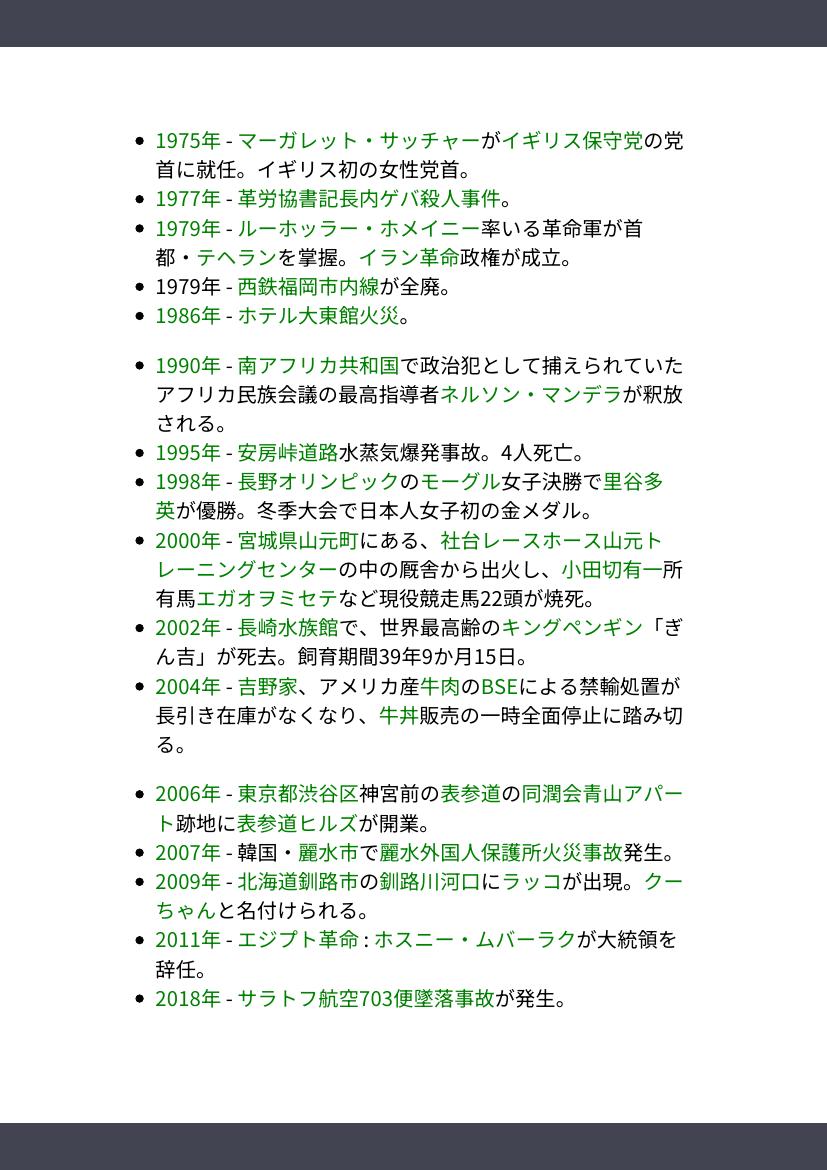 • 1975年 - マーガレット・サッチャーがイギリス保守党の党
首に就任。イギリス初の女性党首。
• 1977年 - 革労協書記長内ゲバ殺人事件。
• 1979年 - ルーホッラー・ホメイニー率いる革命軍が首
都・テヘランを掌握。イラン革命政権が成立。
• 1979年 - 西鉄福岡市内線が全廃。
• 1986年 - ホテル大東館火災。
• 1990年 - 南アフリカ共和国で政治犯として捕えられていた
アフリカ民族会議の最高指導者ネルソン・マンデラが釈放
される。
• 1995年 - 安房峠道路水蒸気爆発事故。4人死亡。
• 1998年 - 長野オリンピックのモーグル女子決勝で里谷多
英が優勝。冬季大会で日本人女子初の金メダル。
• 2000年 - 宮城県山元町にある、社台レースホース山元ト
レーニングセンターの中の厩舎から出火し、小田切有一所
有馬エガオヲミセテなど現役競走馬22頭が焼死。
• 2002年 - 長崎水族館で、世界最高齢のキングペンギン「ぎ
ん吉」が死去。飼育期間39年9か月15日。
• 2004年 - 吉野家、アメリカ産牛肉のBSEによる禁輸処置が
長引き在庫がなくなり、牛丼販売の一時全面停止に踏み切
る。
• 2006年 - 東京都渋谷区神宮前の表参道の同潤会青山アパー
ト跡地に表参道ヒルズが開業。
• 2007年 - 韓国・麗水市で麗水外国人保護所火災事故発生。
• 2009年 - 北海道釧路市の釧路川河口にラッコが出現。クー
ちゃんと名付けられる。
• 2011年 - エジプト革命 : ホスニー・ムバーラクが大統領を
辞任。
• 2018年 - サラトフ航空703便墜落事故が発生。